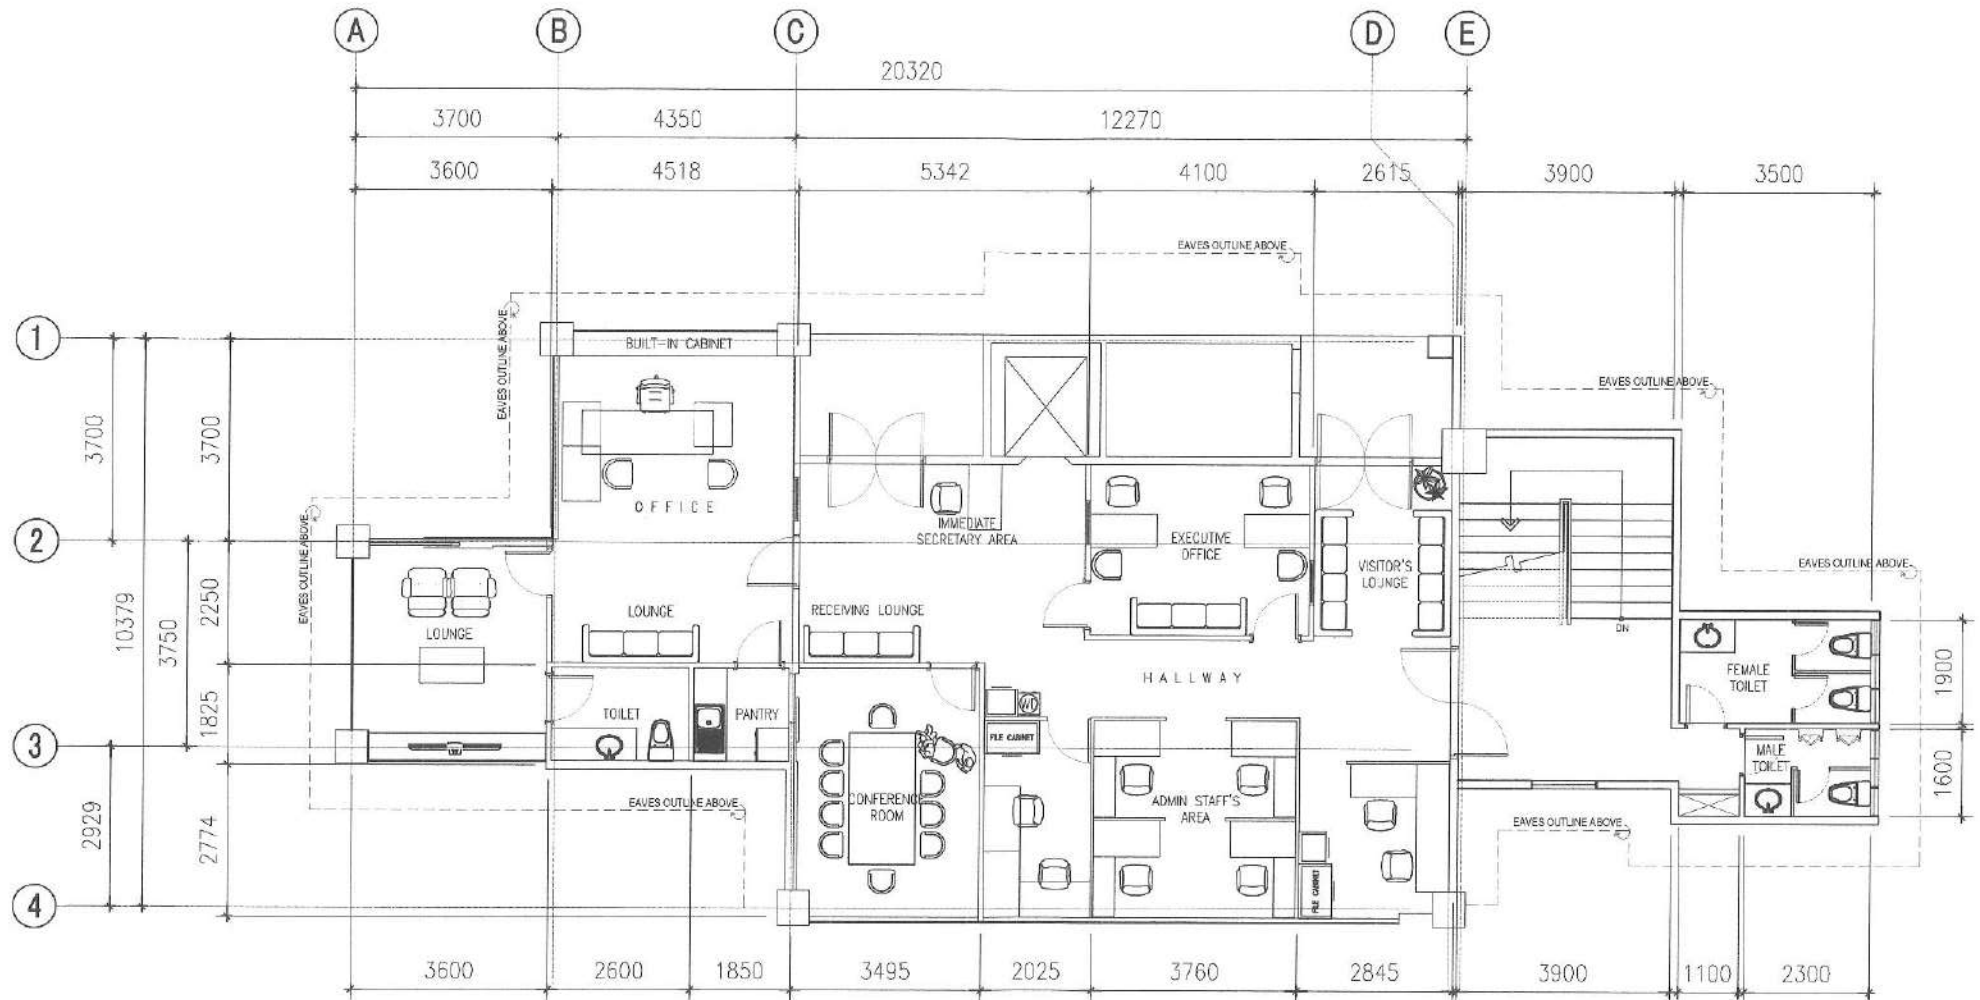 A B C D E
20320
3700 4350 12270
3600 4518 5342 4100 2615 3900 3500
EAVES OUTLINE ABOVE
EAVES OUTLINE ABOVE
1
BUILT-IN CABINET
EAVES OUTLINE ABOVE
3700
3700
OFFICE
IMMEDIATE
SECRETARY AREA
EXECUTIVE
OFFICE
2
EAVES OUTLINE ABOVE
VISITOR'S
LOUNGE
EAVES OUTLINE ABOVE
10379
3750
2250
LOUNGE
LOUNGE
RECEIVING LOUNGE
DN
HALLWAY
FEMALE
TOILET
1900
1825
TOILET
PANTRY
WD
FILE CABINET
3
MALE
TOILET
1600
EAVES OUTLINE ABOVE
CONFERENCE
ROOM
ADMIN STAFF'S
AREA
EAVES OUTLINE ABOVE
2929
2774
FILE CABINET
4
3600 2600 1850 3495 2025 3760 2845 3900 1100 2300